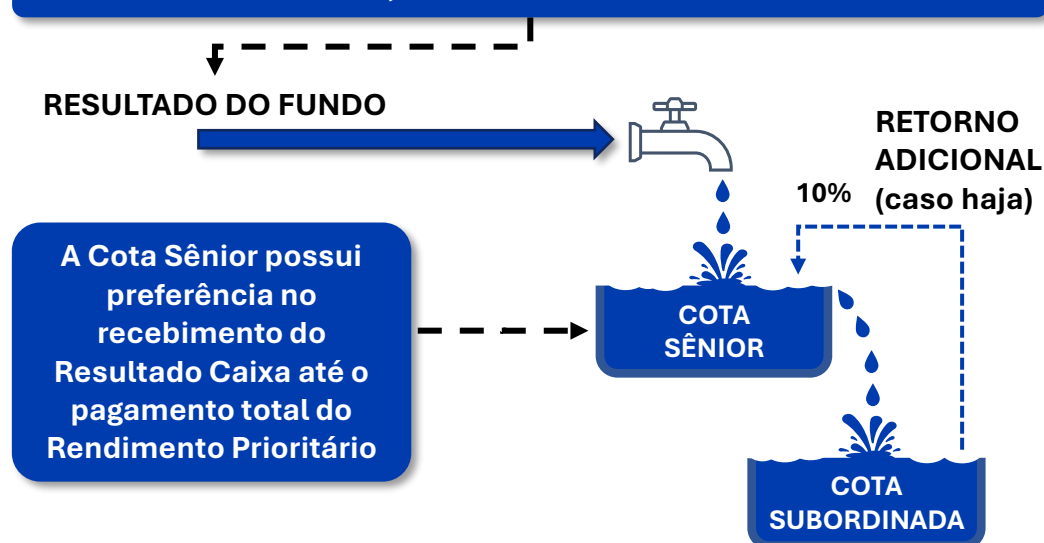 RESULTADO DO FUNDO
RETORNO
ADICIONAL
(caso haja)
10%
A Cota Sênior possui
preferência no
recebimento do
Resultado Caixa até o
pagamento total do
Rendimento Prioritário
COTA
SÊNIOR
COTA
SUBORDINADA